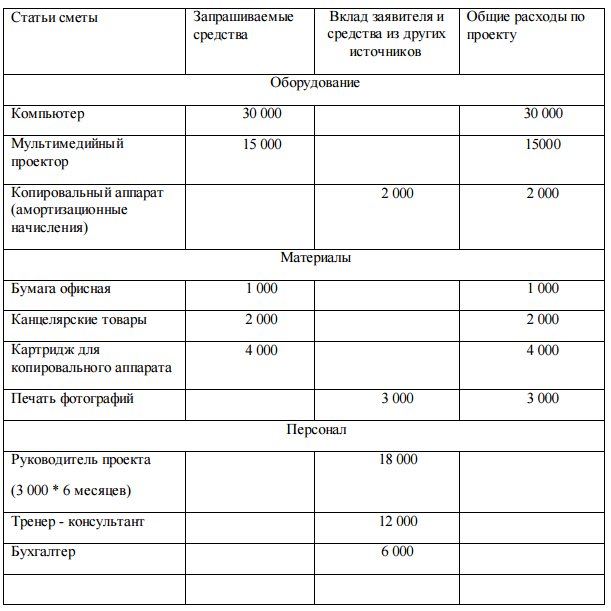 Статьи сметы
Запрашиваемые
средства
Вклад заявителя и
средства из других
источников
Общие расходы по
проекту
Оборудование
Компьютер 30 000 30 000
Мультимедийный 15 000 15000
проектор
Копировальный аппарат 2 000 2 000
(амортизационные
начисления)
Материалы
Бумага офисная 1 000 1 000
Канцелярские товары 2 000 2 000
Картридж для 4 000 4 000
копировального аппарата
Печать фотографий 3 000 3 000
Персонал
Руководитель проекта 18 000
(3 000 * 6 месяцев)
Тренер - консультант 12 000
Бухгалтер 6 000